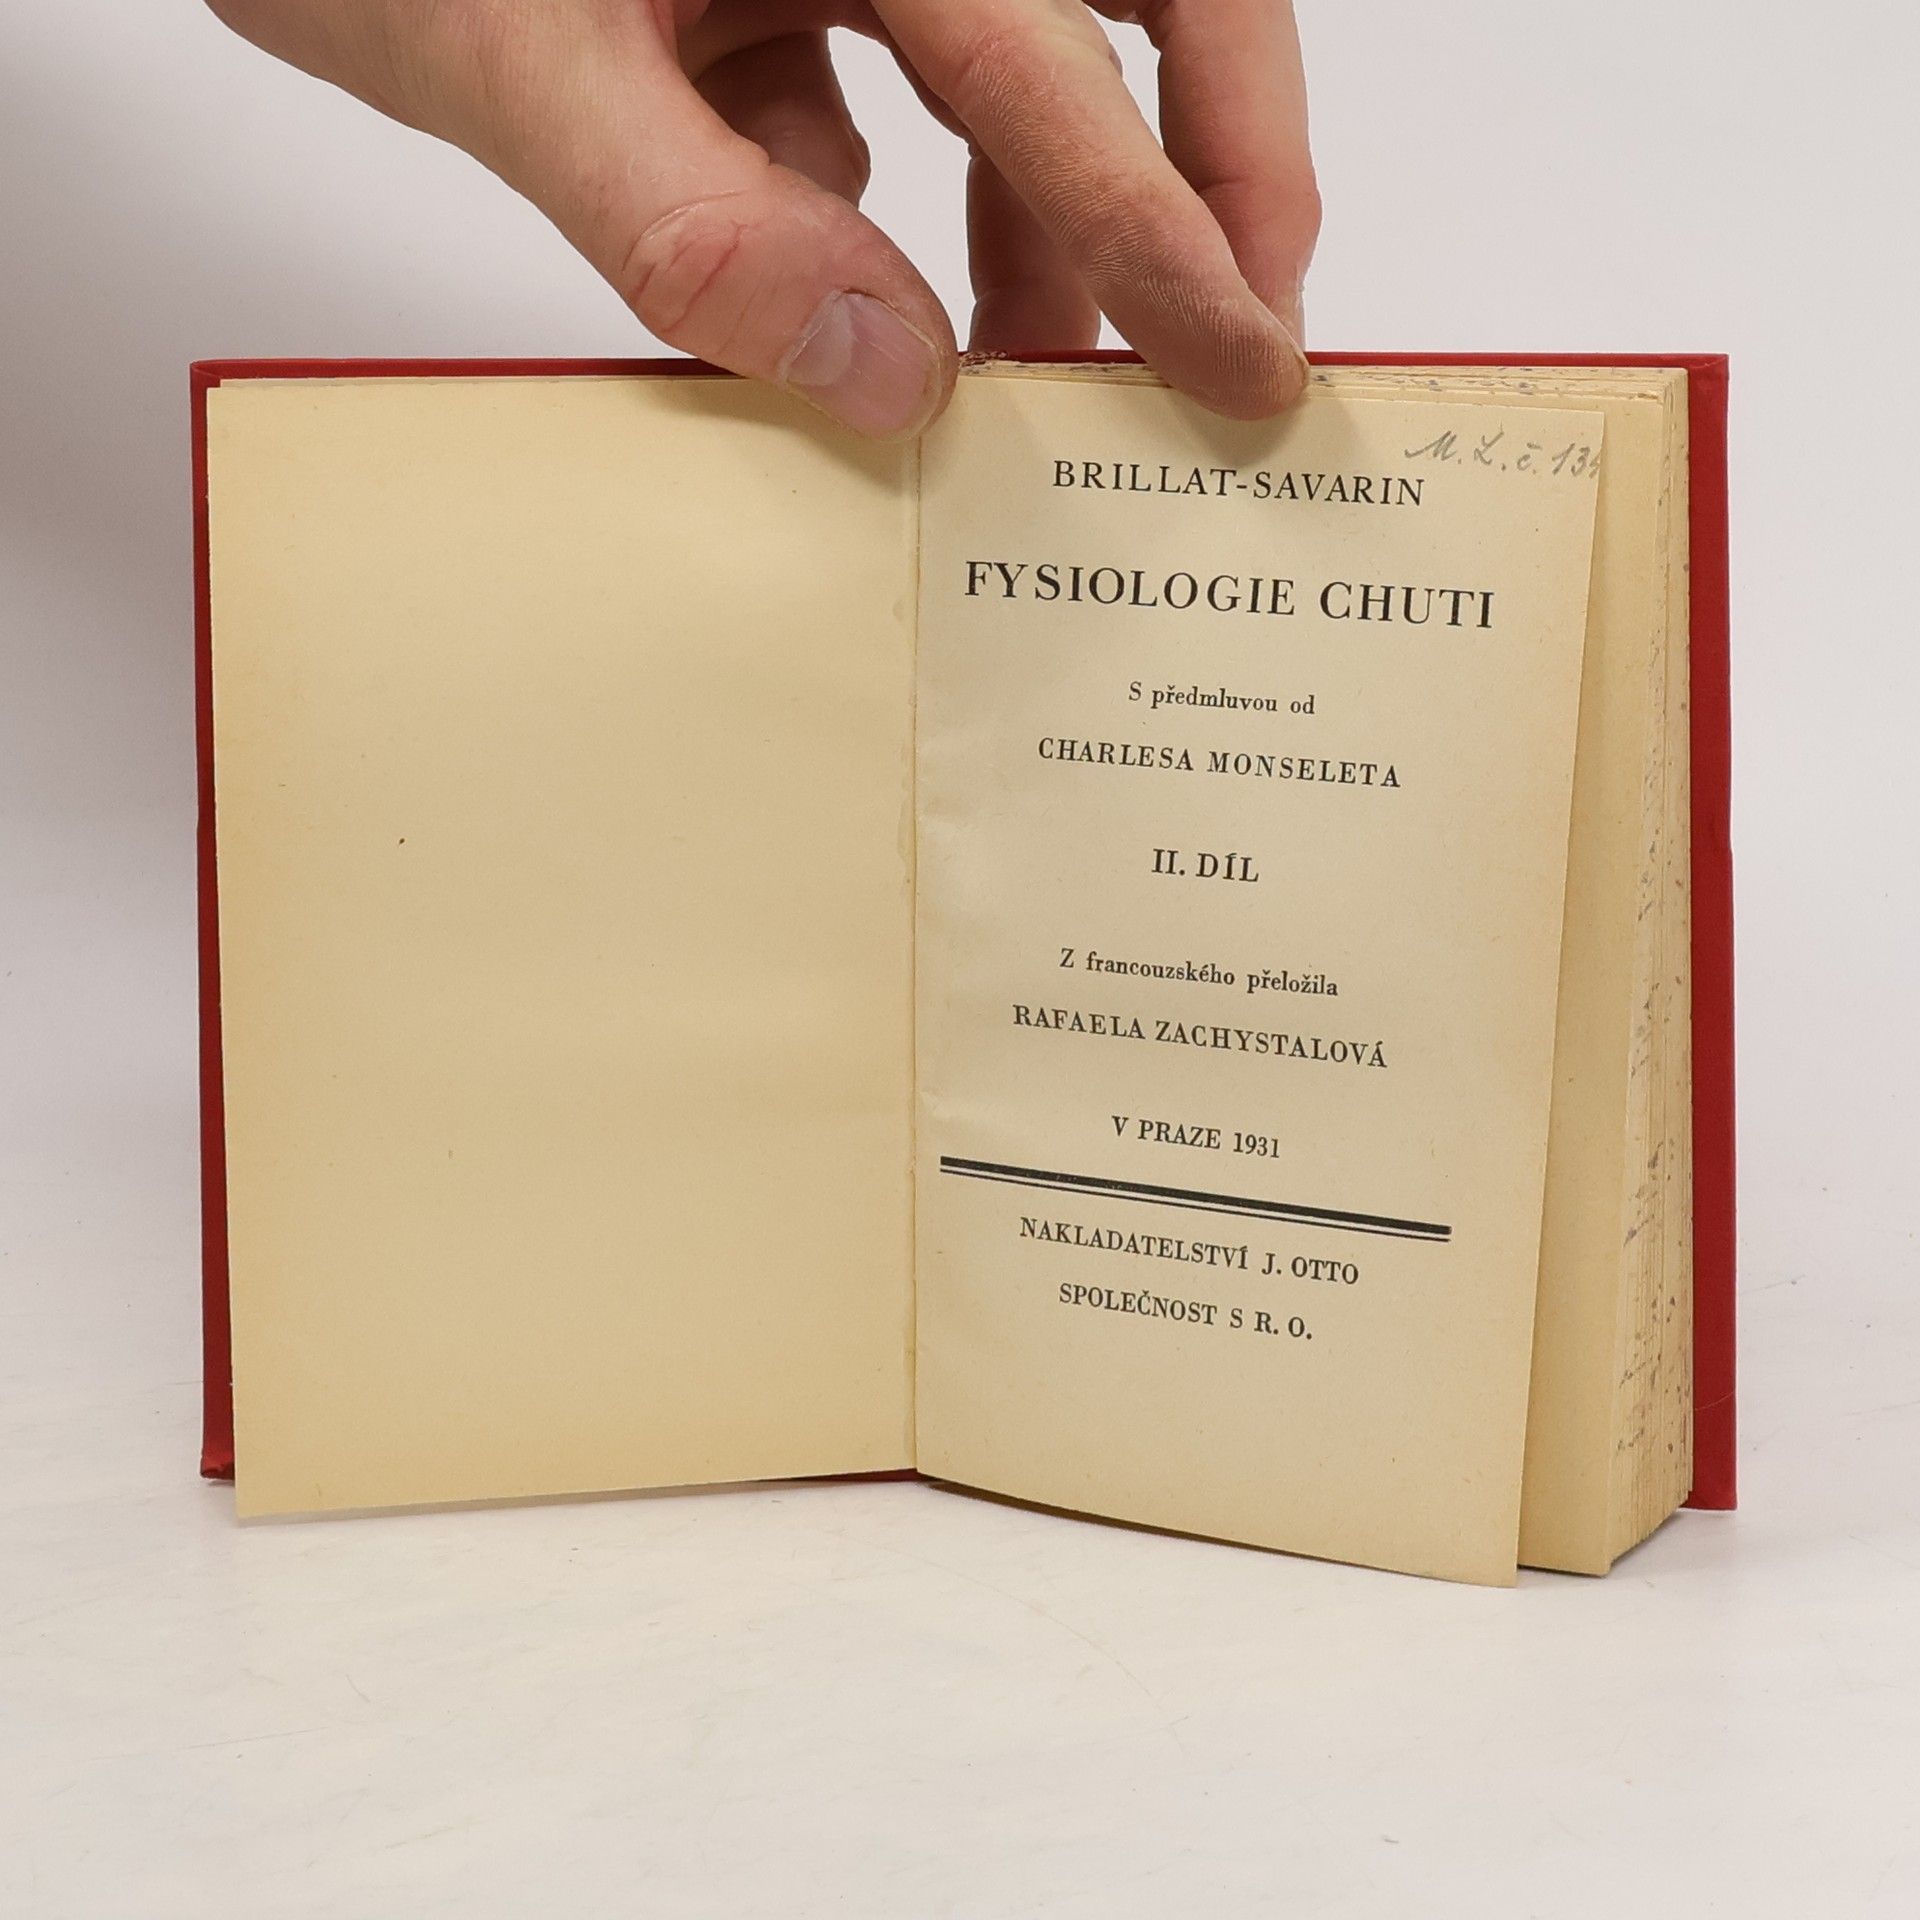 M. L. č. 134
BRILLAT-SAVARIN
FYSIOLOGIE CHUTI
S předmluvou od
CHARLESA MONSELETA
II. DÍL
Z francouzského přeložila
RAFAELA ZACHYSTALOVÁ
V PRAZE 1931
NAKLADATELSTVÍ J. OTTO
SPOLEČNOST S R. O.